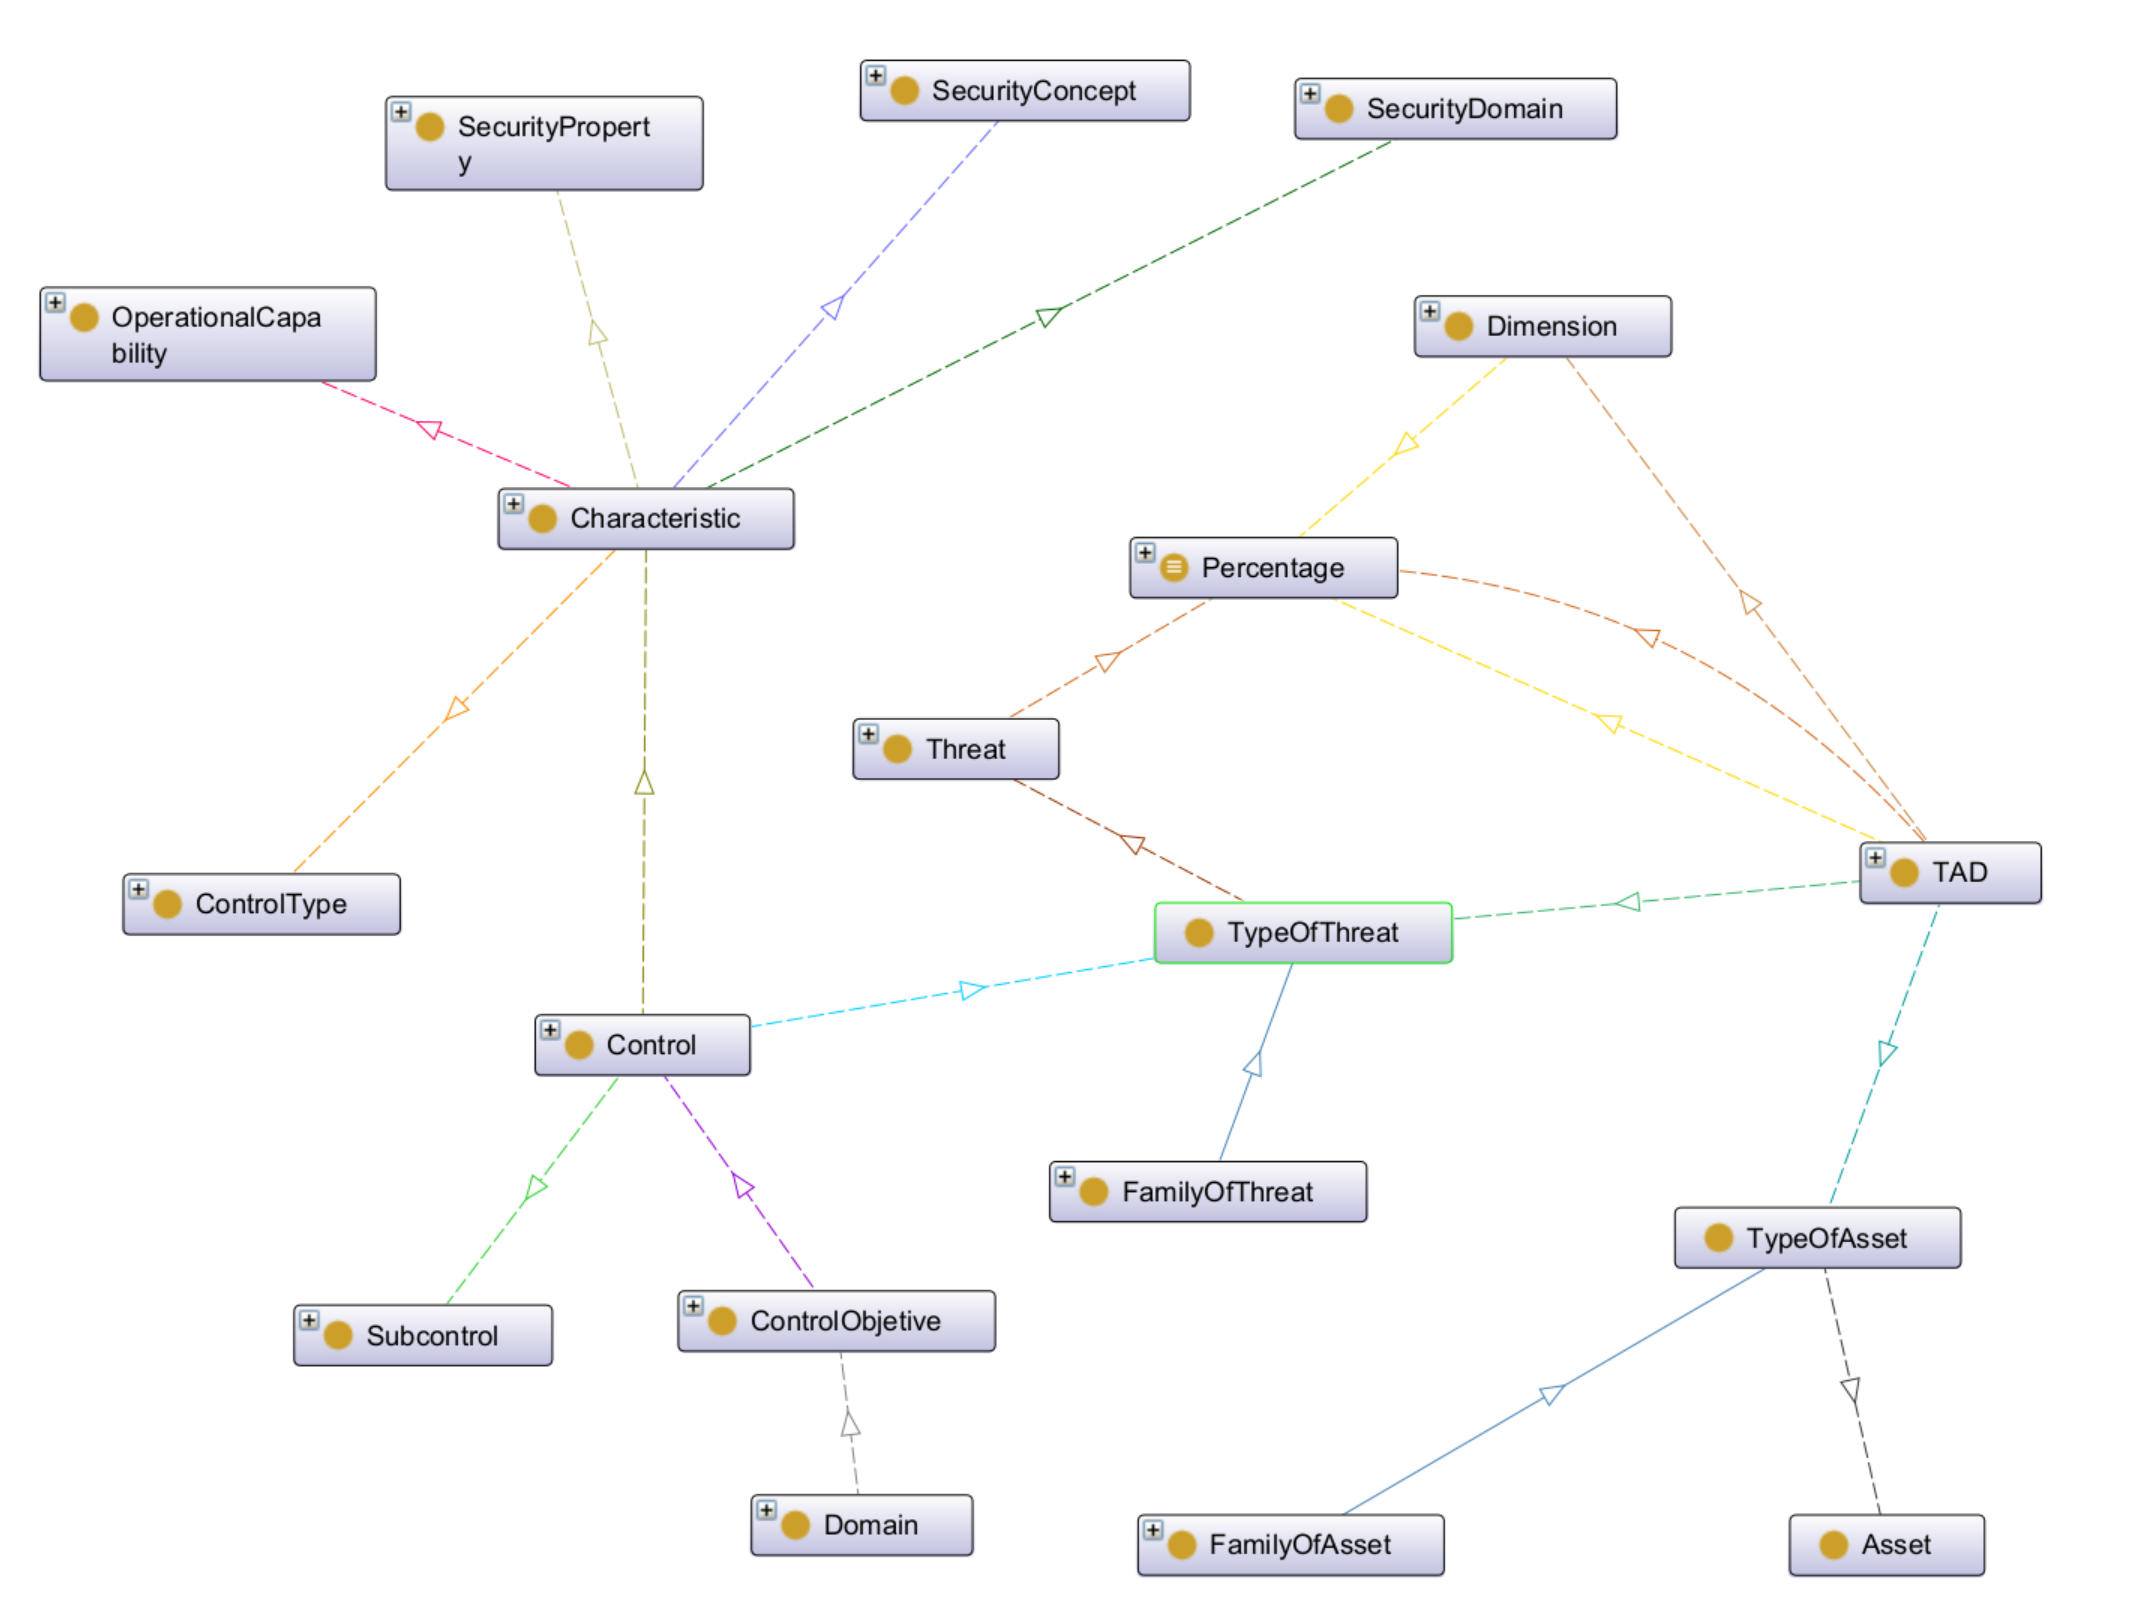 SecurityConcept
SecurityDomain
SecurityPropert
y
OperationalCapa
bility
Dimension
Characteristic
Percentage
Threat
TAD
ControlType
TypeOfThreat
Control
FamilyOfThreat
TypeOfAsset
Subcontrol
ControlObjetive
Domain
FamilyOfAsset
Asset